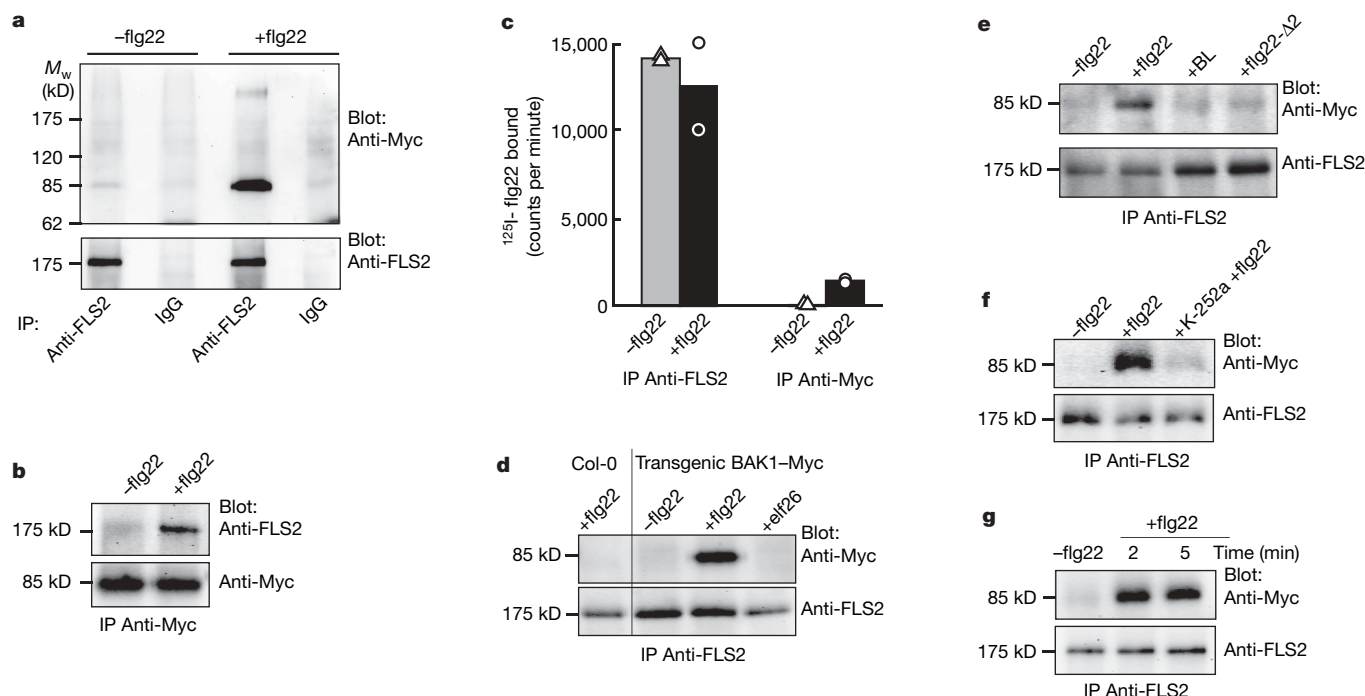 a
–flg22 +flg22
Mw
(kD)
175
120
85
62
Blot:
Anti-Myc
175
Blot:
Anti-FLS2
IP:
Anti-FLS2
IgG
Anti-FLS2
IgG
b
–flg22
+flg22
175 kD
Blot:
Anti-FLS2
85 kD
Anti-Myc
IP Anti-Myc
c
125I- flg22 bound
(counts per minute)
15,000
10,000
5,000
0
–flg22
+flg22
–flg22
+flg22
IP Anti-FLS2 IP Anti-Myc
d
Col-0 Transgenic BAK1–Myc
+flg22
–flg22
+flg22
+elf26
85 kD
Blot:
Anti-Myc
175 kD
Anti-FLS2
IP Anti-FLS2
e
–flg22
+flg22
+BL
+flg22-Δ2
85 kD
Blot:
Anti-Myc
175 kD
Anti-FLS2
IP Anti-FLS2
f
–flg22
+flg22
+K-252a +flg22
85 kD
Blot:
Anti-Myc
175 kD
Anti-FLS2
IP Anti-FLS2
g
+flg22
–flg22 2 5 Time (min)
85 kD
Blot:
Anti-Myc
175 kD
Anti-FLS2
IP Anti-FLS2